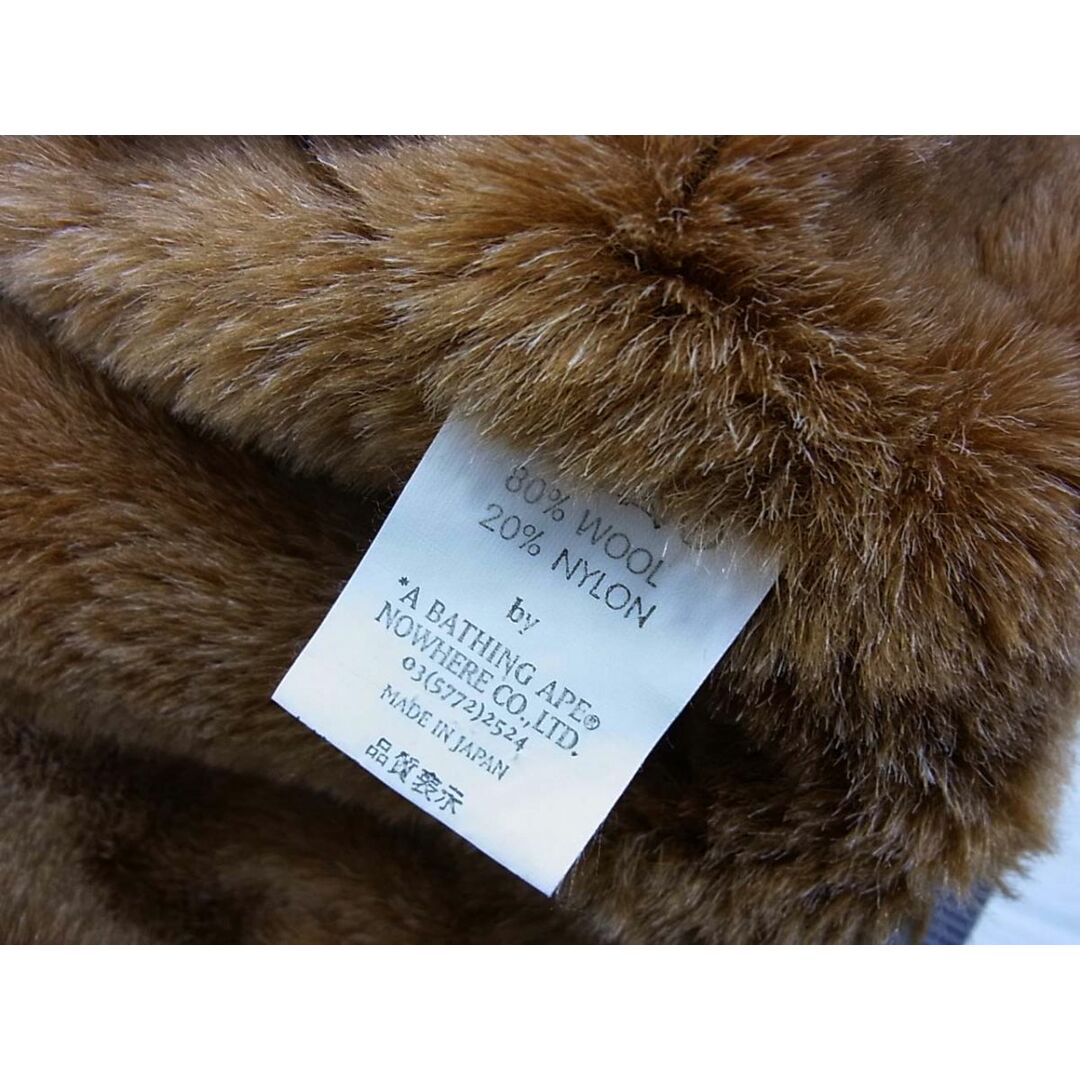 80% WOOL
20% NYLON
by
*A BATHING APE®
NOWHERE CO., LTD.
03(5772)2524
MADE IN JAPAN
品質表示